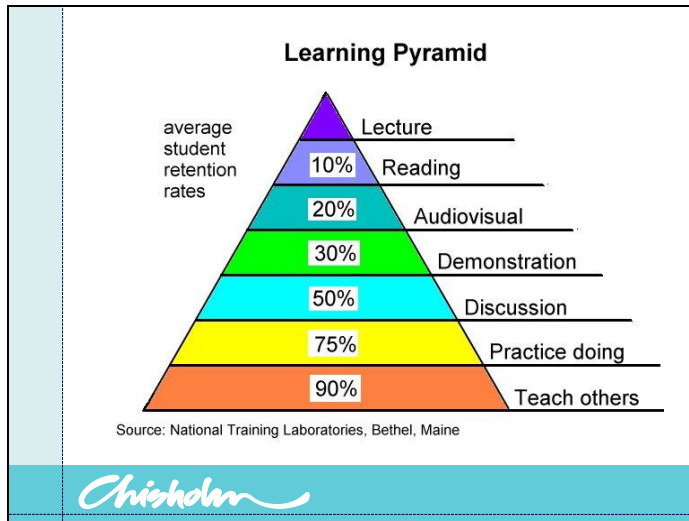 Learning Pyramid
average
student
retention
rates
Lecture
10% Reading
20% Audiovisual
30% Demonstration
50% Discussion
75% Practice doing
90% Teach others
Source: National Training Laboratories, Bethel, Maine
Chisholm